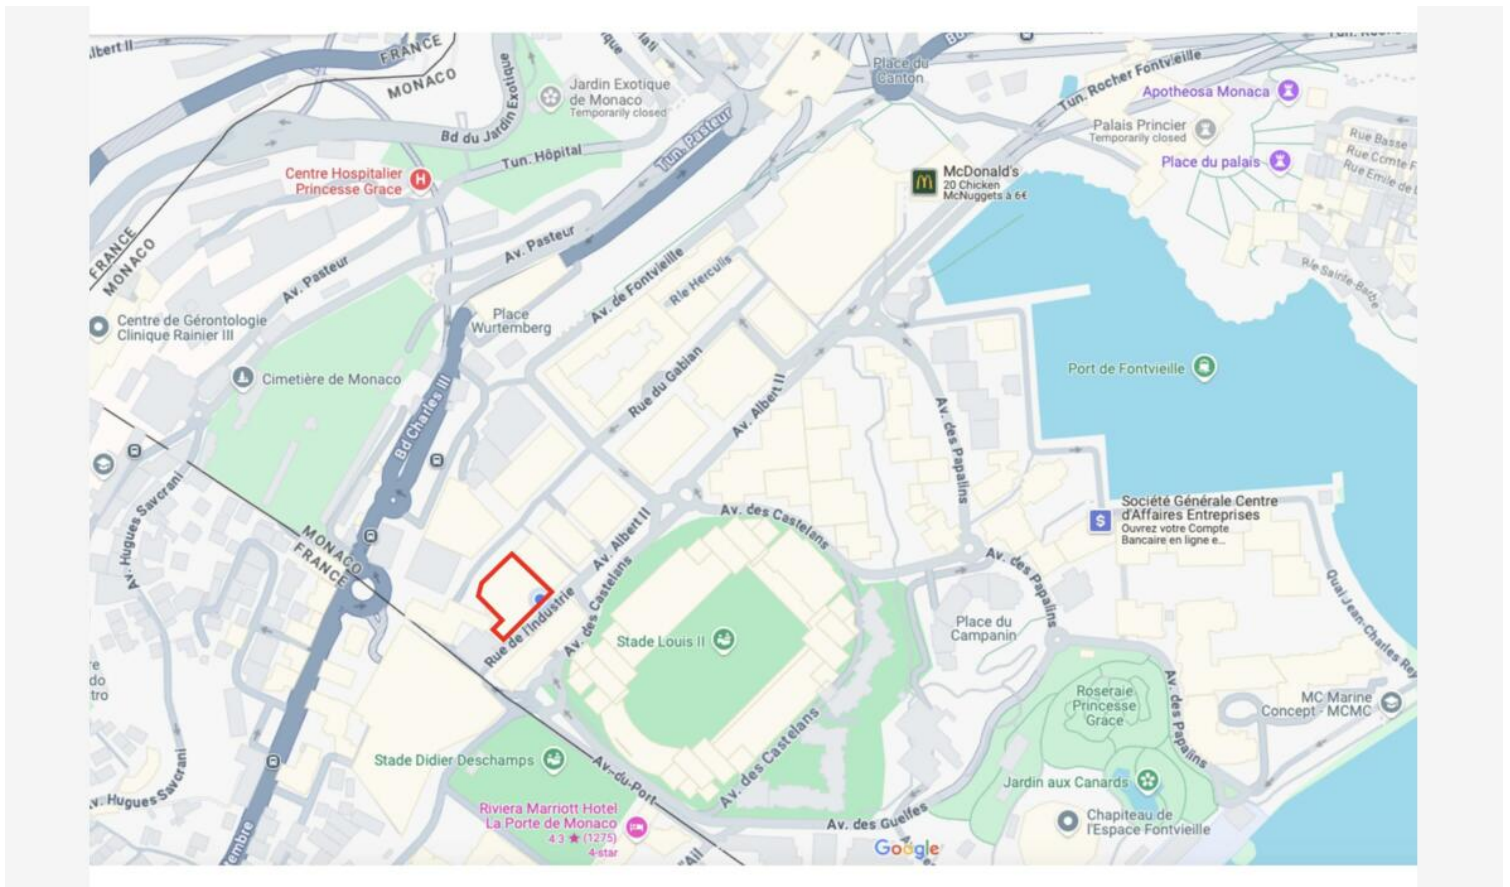 lbert II
FRANCE
MONACO
Bd du Jardin Exotique
Jardin Exotique
de Monaco
Temporarily closed
Tun. Hôpital
Tun. Pasteur
Place du
Canton
Tun. Rocher Fontvieille
Apotheosa Monaca
Palais Princier
Temporarily closed
Place du palais
Rue Basse
Rue Comte F
Rue Emile de L
Centre Hospitalier
Princesse Grace
H
McDonald's
20 Chicken
McNuggets à 6€
FRANCE
MONACO
Av. Pasteur
Av. Pasteur
Av. de Fontvieille
Rle Herculis
Rle Sainte-Barbe
Centre de Gérontologie
Clinique Rainier III
Place
Wurtemberg
Cimetière de Monaco
Port de Fontvieille
Rue du Gabian
Av. Albert II
Bd Charles III
Av. des Papalins
Av. Hugues Savorani
MONACO
FRANCE
Av. des Castelans
Av. Albert II
$
Société Générale Centre
d'Affaires Entreprises
Ouvrez votre Compte
Bancaire en ligne e...
Av. des Papalins
Rue de l'Industrie
Av. des Castelans
Stade Louis II
Place du
Campanin
Quai Jean-Charles Rey
re
do
tro
Roseraie
Princesse
Grace
Av. des Papalins
MC Marine
Concept - MCMC
Stade Didier Deschamps
Av. du Port
Av. des Castelans
Jardin aux Canards
v. Hugues Savorani
Riviera Marriott Hotel
La Porte de Monaco
4.3 ★ (1275)
4-star
Av. des Guelfes
Chapiteau de
l'Espace Fontvieille
embre
Google